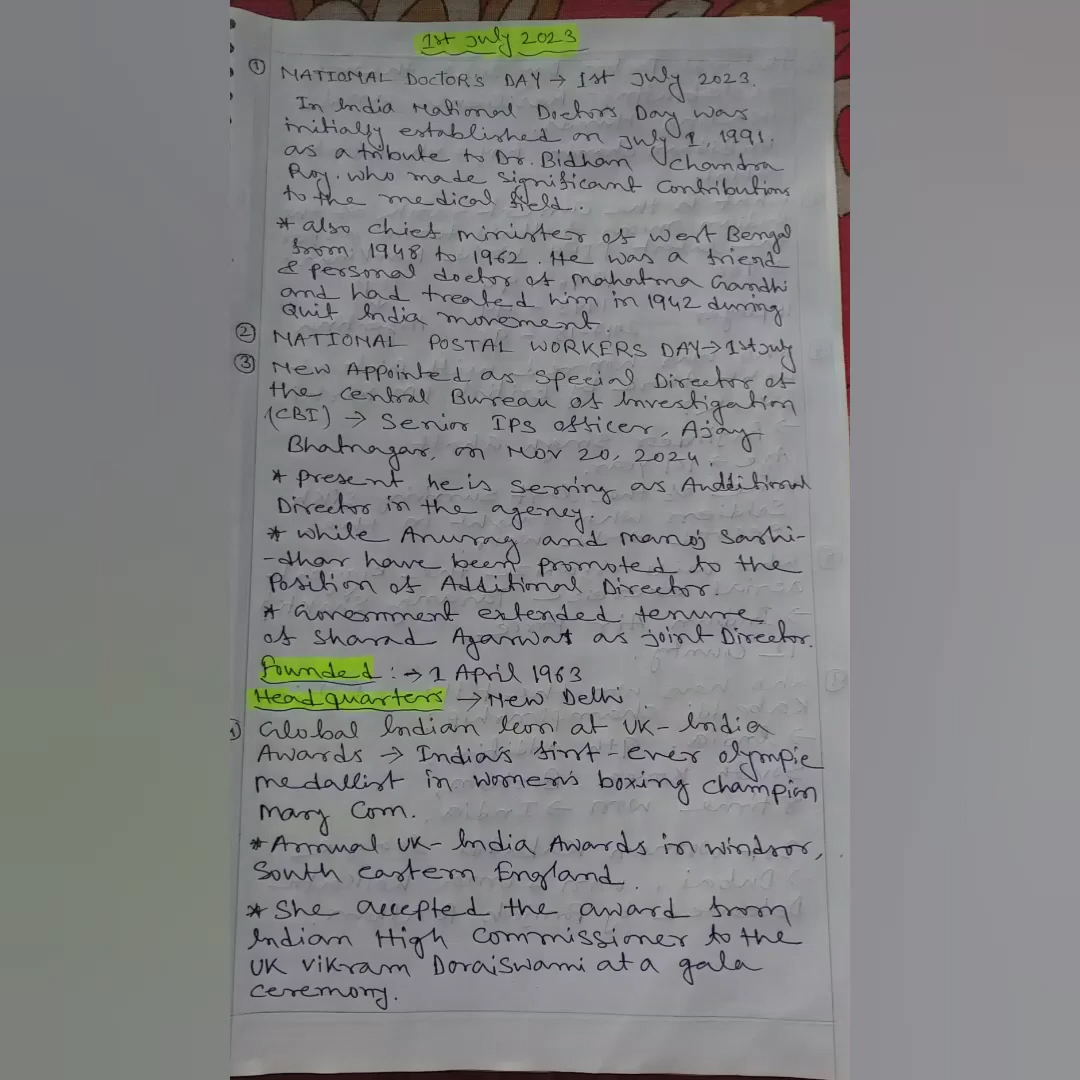 1st July 2023
① NATIONAL DOCTORS DAY → 1st July 2023.
In India National Doctors Day was
initially established on July 1, 1991.
as a tribute to Dr. Bidhan Chandra
Roy. who made significant contributions
to the medical field.
* also chief minister of West Bengal
from 1948 to 1962. He was a friend
& personal doctor of Mahatma Gandhi
and had treated him in 1942 during
Quit India movement.
② NATIONAL POSTAL WORKERS DAY → 1st July
③ New Appointed as Special Director of
the central Bureau of Investigation
(CBI) → Senior IPS officer, Ajay
Bhatnagar, on Nov 20, 2024.
* present he is serving as Audditional
Director in the agency.
* while Anurag and manoj Sashi-
-dhar have been promoted to the
Position of Additional Director.
* Government extended tenure
of Sharad Agarwal as joint Director.
Founded : → 1 April 1963
Headquarters → New Delhi
Global Indian Icon at UK-India
Awards → India's first-ever olympic
medallist in women's boxing champion
Mary Com.
* Annual UK-India Awards in windsor,
South eastern England.
* She accepted the award from
Indian High Commissioner to the
UK Vikram Doraiswami at a gala
ceremony.